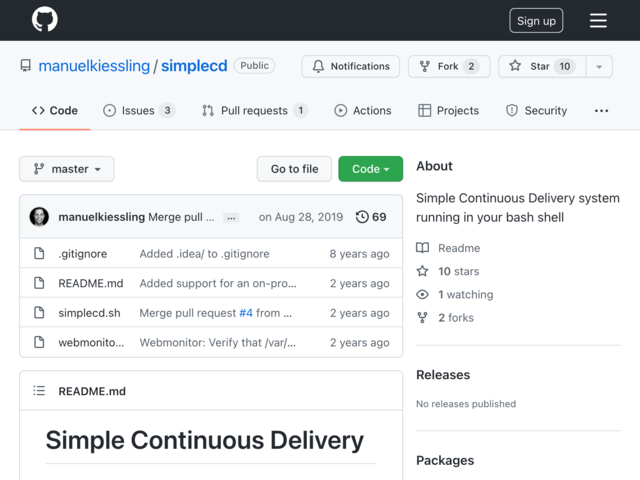 Sign up
manuelkiessling / simplecd Public Notifications Fork 2 Star 10
Code Issues 3 Pull requests 1 Actions Projects Security ...
master Go to file Code
manuelkiessling Merge pull ... ... on Aug 28, 2019 69
.gitignore Added .idea/ to .gitignore 8 years ago
README.md Added support for an on-pro... 2 years ago
simplecd.sh Merge pull request #4 from ... 2 years ago
webmonito... Webmonitor: Verify that /var/... 2 years ago
README.md
Simple Continuous Delivery
About
Simple Continuous Delivery system
running in your bash shell
Readme
10 stars
1 watching
2 forks
Releases
No releases published
Packages